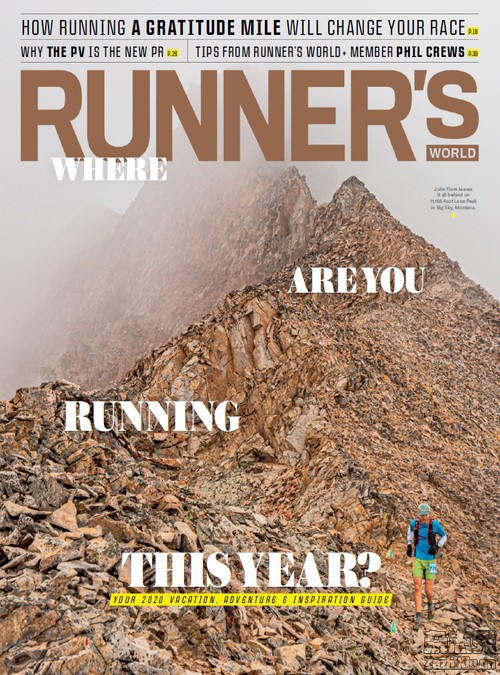 HOW RUNNING A GRATITUDE MILE WILL CHANGE YOUR RACE P.18
WHY THE PV IS THE NEW PR P.26
TIPS FROM RUNNER'S WORLD+ MEMBER PHIL CREWS P.30
RUNNER'S
WORLD
WHERE
John Fiore leaves
it all behind on
11,166-foot Lone Peak
in Big Sky, Montana.
ARE YOU
RUNNING
THIS YEAR?
YOUR 2020 VACATION, ADVENTURE & INSPIRATION GUIDE